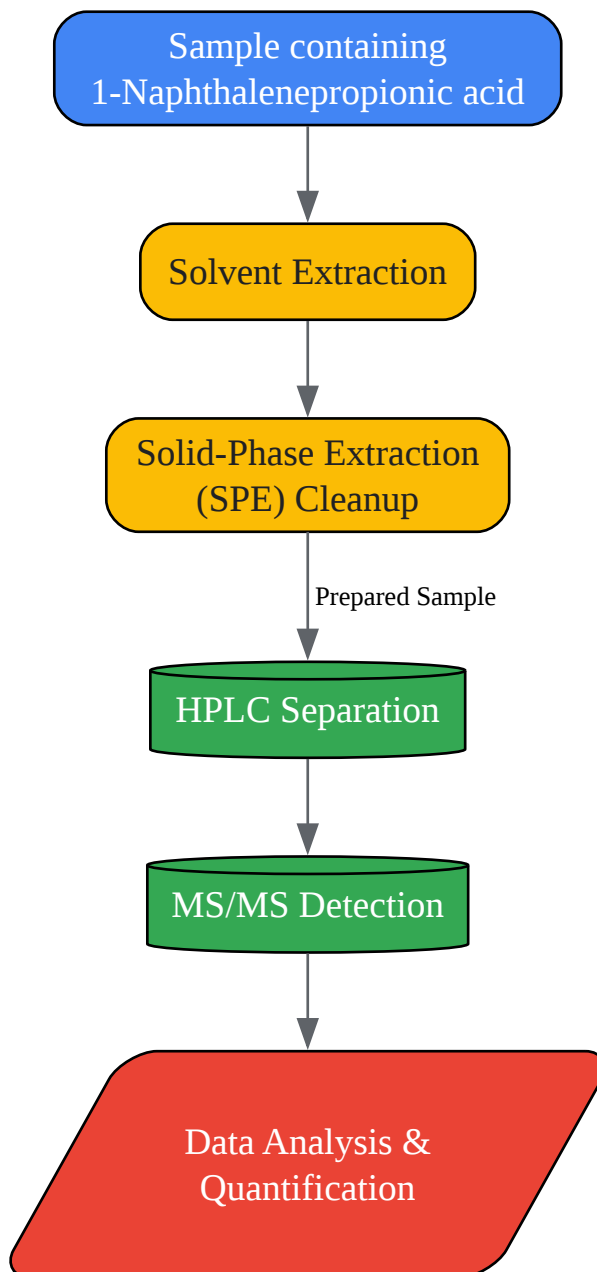 Sample containing
1-Naphthalenepropionic acid
Solvent Extraction
Solid-Phase Extraction
(SPE) Cleanup
Prepared Sample
HPLC Separation
MS/MS Detection
Data Analysis &
Quantification